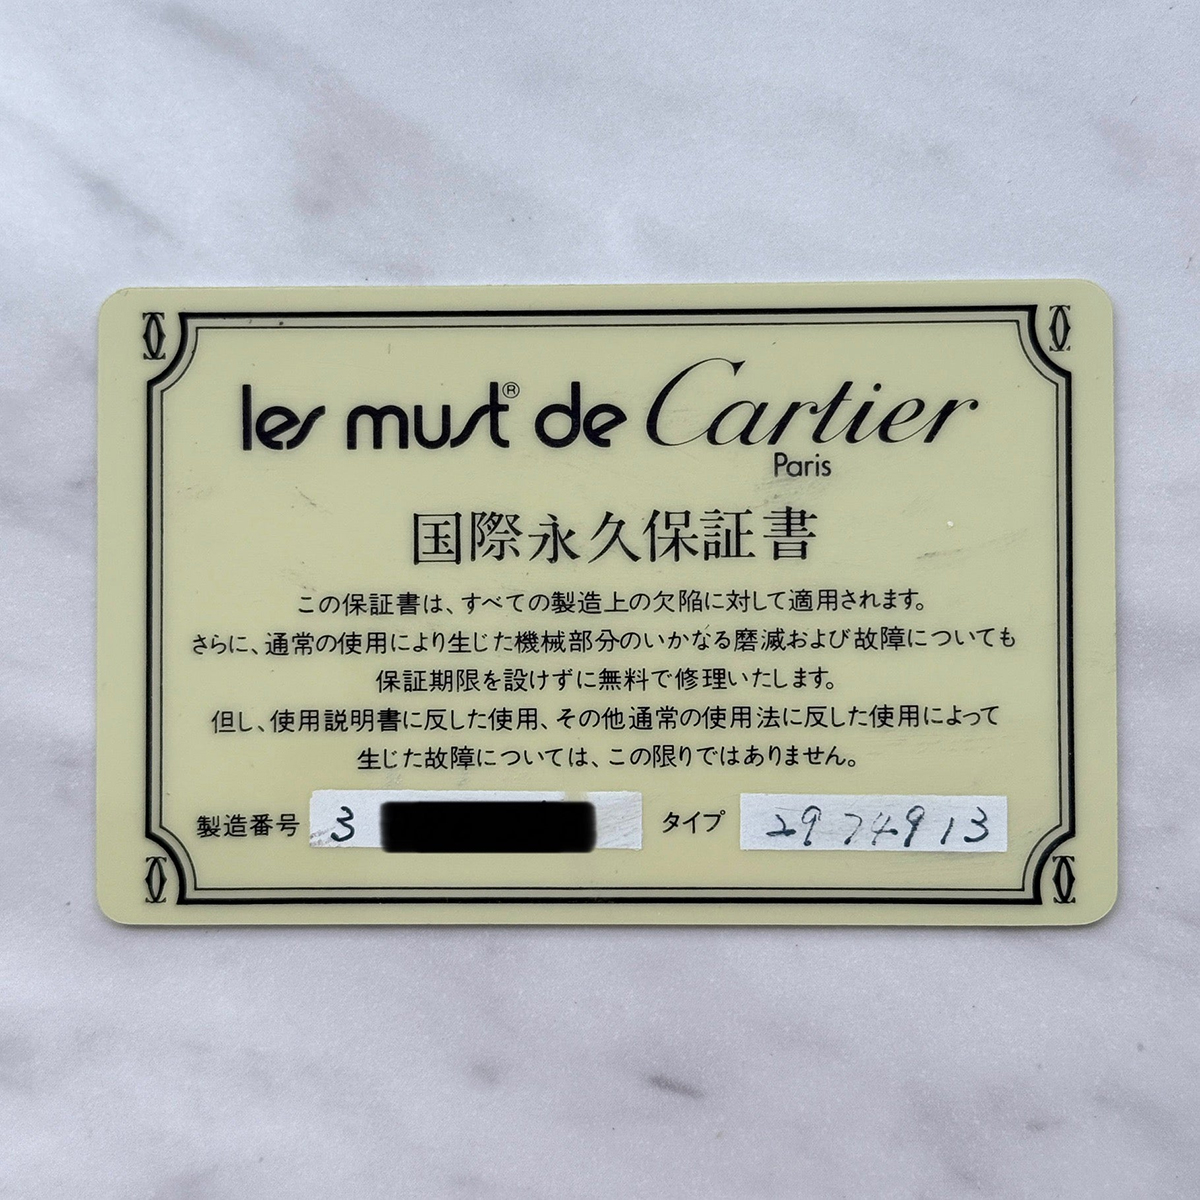 les must® de Cartier
Paris
国際永久保証書
この保証書は、すべての製造上の欠陥に対して適用されます。
さらに、通常の使用により生じた機械部分のいかなる磨滅および故障についても
保証期限を設けずに無料で修理いたします。
但し、使用説明書に反した使用、その他通常の使用法に反した使用によって
生じた故障については、この限りではありません。
製造番号 3 タイプ 2974913